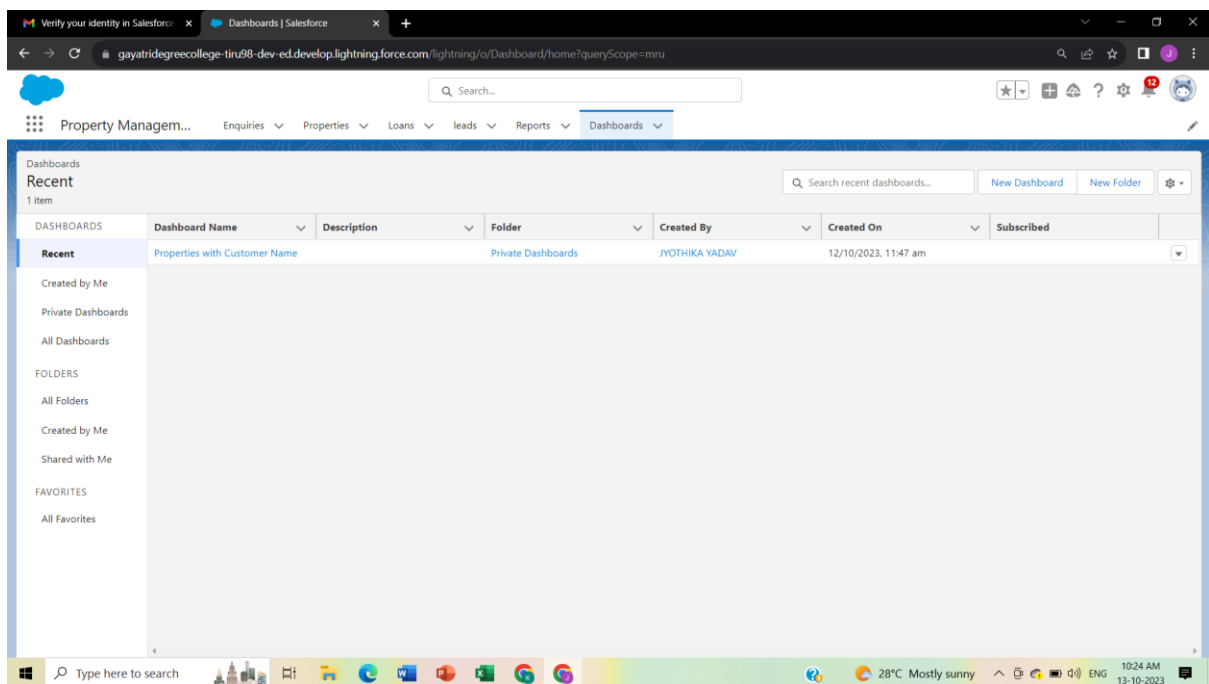 Verify your identity in Salesforce
Dashboards | Salesforce
gayatridegreecollege-tiru98-dev-ed.develop.lightning.force.com/lightning/o/Dashboard/home?queryScope=mru
J
Search...
12
Property Managem... Enquiries Properties Loans leads Reports Dashboards
Dashboards
Recent
1 item
Search recent dashboards... New Dashboard New Folder
DASHBOARDS
Dashboard Name Description Folder Created By Created On Subscribed
Recent
Properties with Customer Name Private Dashboards JYOTHIKA YADAV 12/10/2023, 11:47 am
Created by Me
Private Dashboards
All Dashboards
FOLDERS
All Folders
Created by Me
Shared with Me
FAVORITES
All Favorites
Type here to search
28°C Mostly sunny ENG 10:24 AM
13-10-2023